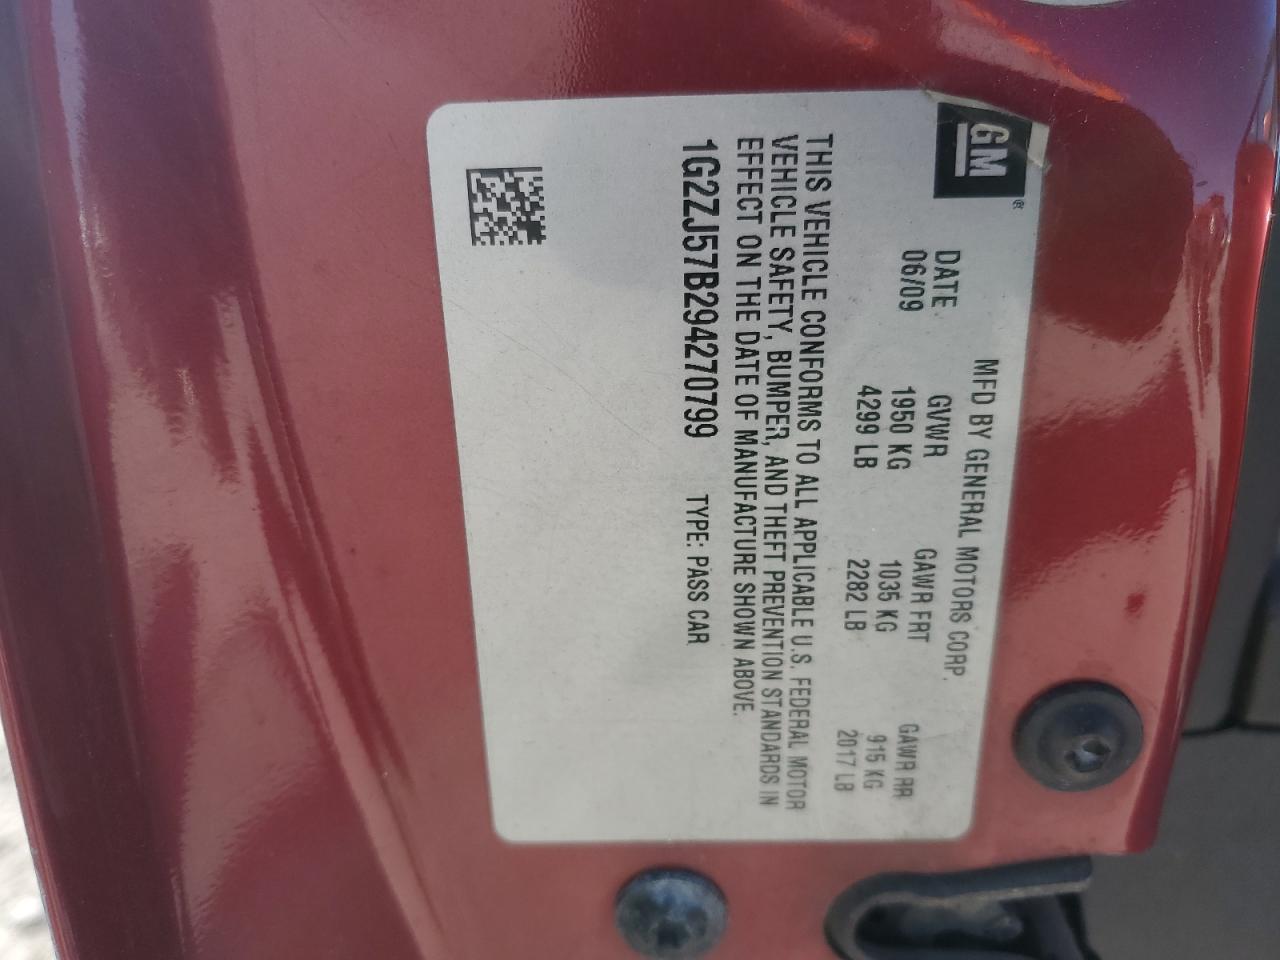 GM®
MFD BY GENERAL MOTORS CORP.
DATE GVWR GAWR FRT GAWR RR
06/09 1950 KG 1035 KG 915 KG
4299 LB 2282 LB 2017 LB
THIS VEHICLE CONFORMS TO ALL APPLICABLE U.S. FEDERAL MOTOR
VEHICLE SAFETY, BUMPER, AND THEFT PREVENTION STANDARDS IN
EFFECT ON THE DATE OF MANUFACTURE SHOWN ABOVE.
1G2ZJ57B294270799 TYPE: PASS CAR